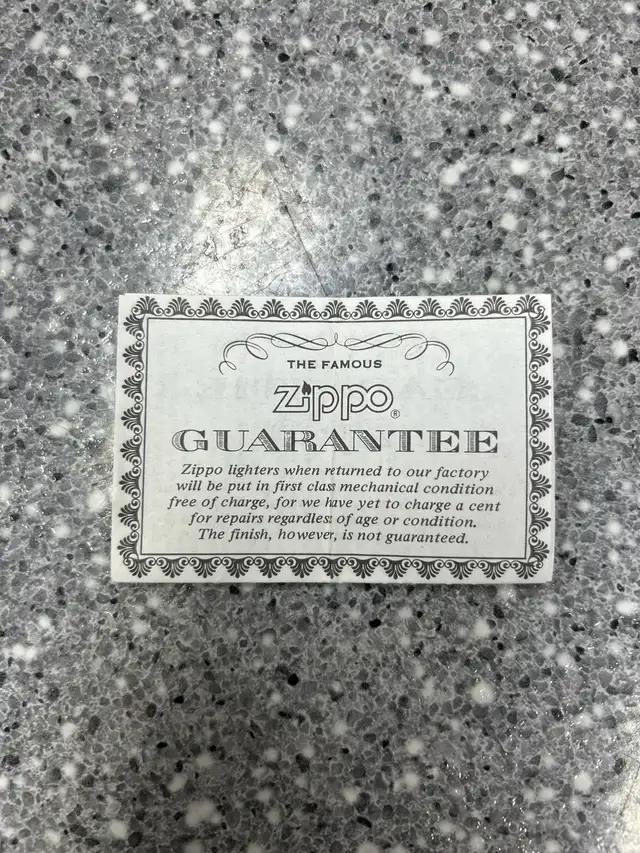 THE FAMOUS
Zippo®
GUARANTEE
Zippo lighters when returned to our factory
will be put in first class mechanical condition
free of charge, for we have yet to charge a cent
for repairs regardless of age or condition.
The finish, however, is not guaranteed.